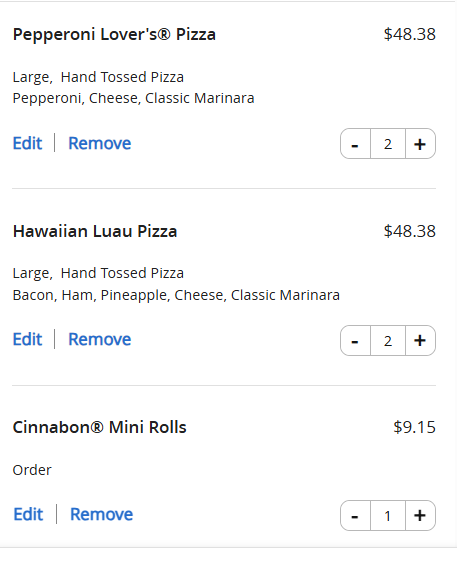 Pepperoni Lover's® Pizza $48.38
Large, Hand Tossed Pizza
Pepperoni, Cheese, Classic Marinara
Edit | Remove - 2 +
Hawaiian Luau Pizza $48.38
Large, Hand Tossed Pizza
Bacon, Ham, Pineapple, Cheese, Classic Marinara
Edit | Remove - 2 +
Cinnabon® Mini Rolls $9.15
Order
Edit | Remove - 1 +